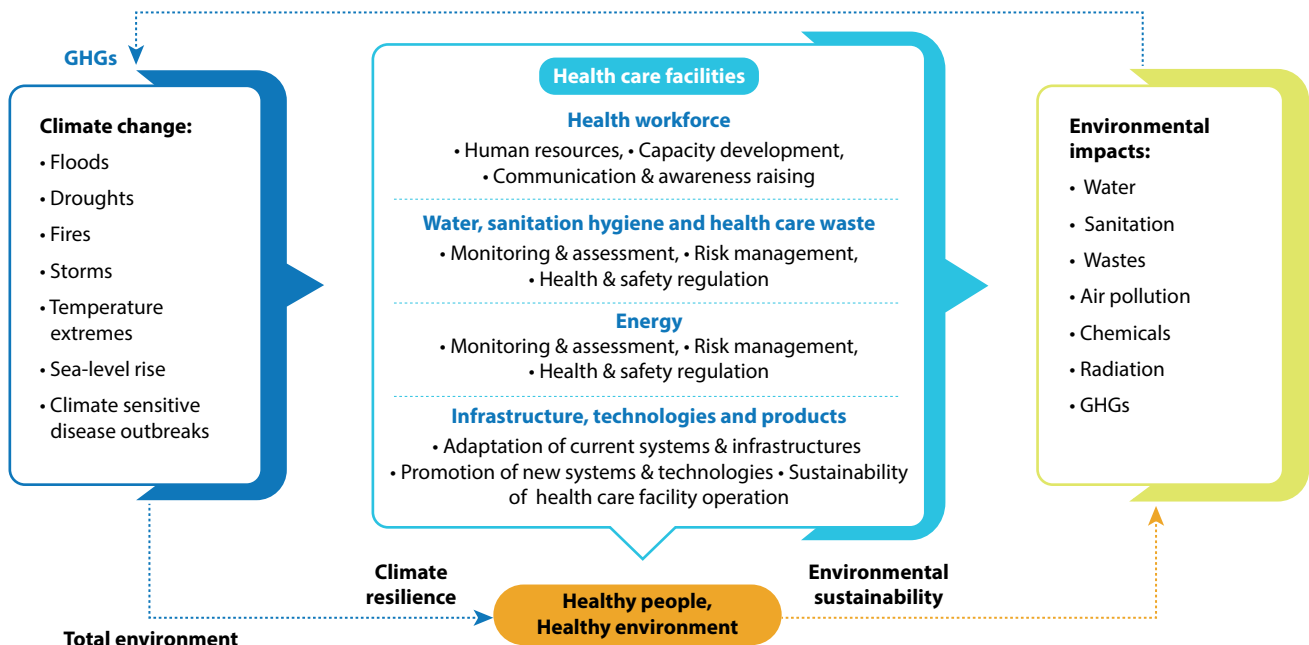 GHGs
Climate change:
• Floods
• Droughts
• Fires
• Storms
• Temperature
extremes
• Sea-level rise
• Climate sensitive
disease outbreaks
Health care facilities
Health workforce
• Human resources, • Capacity development,
• Communication & awareness raising
Water, sanitation hygiene and health care waste
• Monitoring & assessment, • Risk management,
• Health & safety regulation
Energy
• Monitoring & assessment, • Risk management,
• Health & safety regulation
Infrastructure, technologies and products
• Adaptation of current systems & infrastructures
• Promotion of new systems & technologies • Sustainability
of health care facility operation
Environmental
impacts:
• Water
• Sanitation
• Wastes
• Air pollution
• Chemicals
• Radiation
• GHGs
Climate
resilience
Healthy people,
Healthy environment
Environmental
sustainability
Total environment